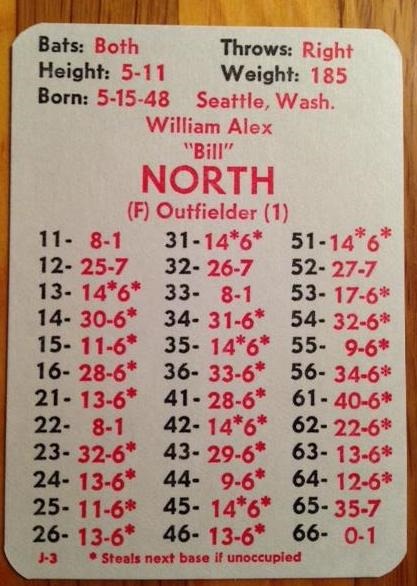 Bats: Both Throws: Right
Height: 5-11 Weight: 185
Born: 5-15-48 Seattle, Wash.
William Alex
"Bill"
NORTH
(F) Outfielder (1)
11- 8-1 31-14*6* 51-14*6*
12- 25-7 32- 26-7 52- 27-7
13- 14*6* 33- 8-1 53- 17-6*
14- 30-6* 34- 31-6* 54- 32-6*
15- 11-6* 35- 14*6* 55- 9-6*
16- 28-6* 36- 33-6* 56- 34-6*
21- 13-6* 41- 28-6* 61- 40-6*
22- 8-1 42- 14*6* 62- 22-6*
23- 32-6* 43- 29-6* 63- 13-6*
24- 13-6* 44- 9-6* 64- 12-6*
25- 11-6* 45- 14*6* 65- 35-7
26- 13-6* 46- 13-6* 66- 0-1
J-3 * Steals next base if unoccupied